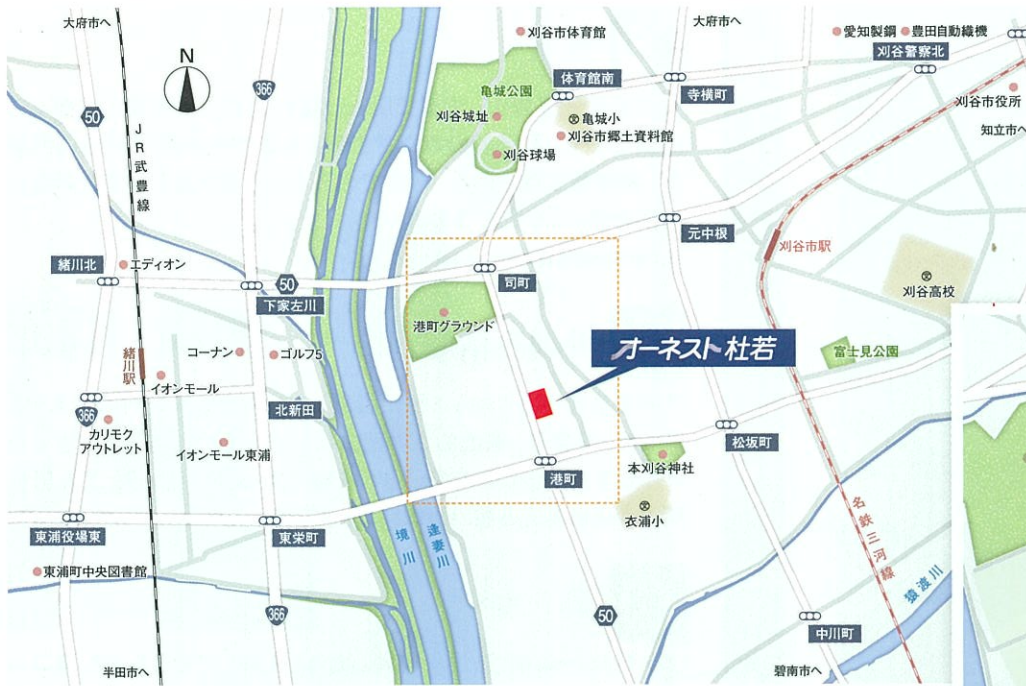 大府市へ
大府市へ
刈谷市体育館
愛知製鋼
豊田自動織機
刈谷警察北
N
366
体育館南
寺横町
亀城公園
刈谷市役所
50
刈谷城址
亀城小
刈谷市郷土資料館
知立市へ
JR武豊線
刈谷球場
元中根
刈谷市駅
緒川北
エディオン
司町
50
下家左川
刈谷高校
港町グラウンド
オーネスト杜若
コーナン
ゴルフ5
富士見公園
緒川駅
イオンモール
366
北新田
カリモク
アウトレット
イオンモール東浦
松坂町
本刈谷神社
港町
衣浦小
東浦役場東
東栄町
境川
逢妻川
名鉄三河線
東浦町中央図書館
猿渡川
366
50
中川町
半田市へ
碧南市へ